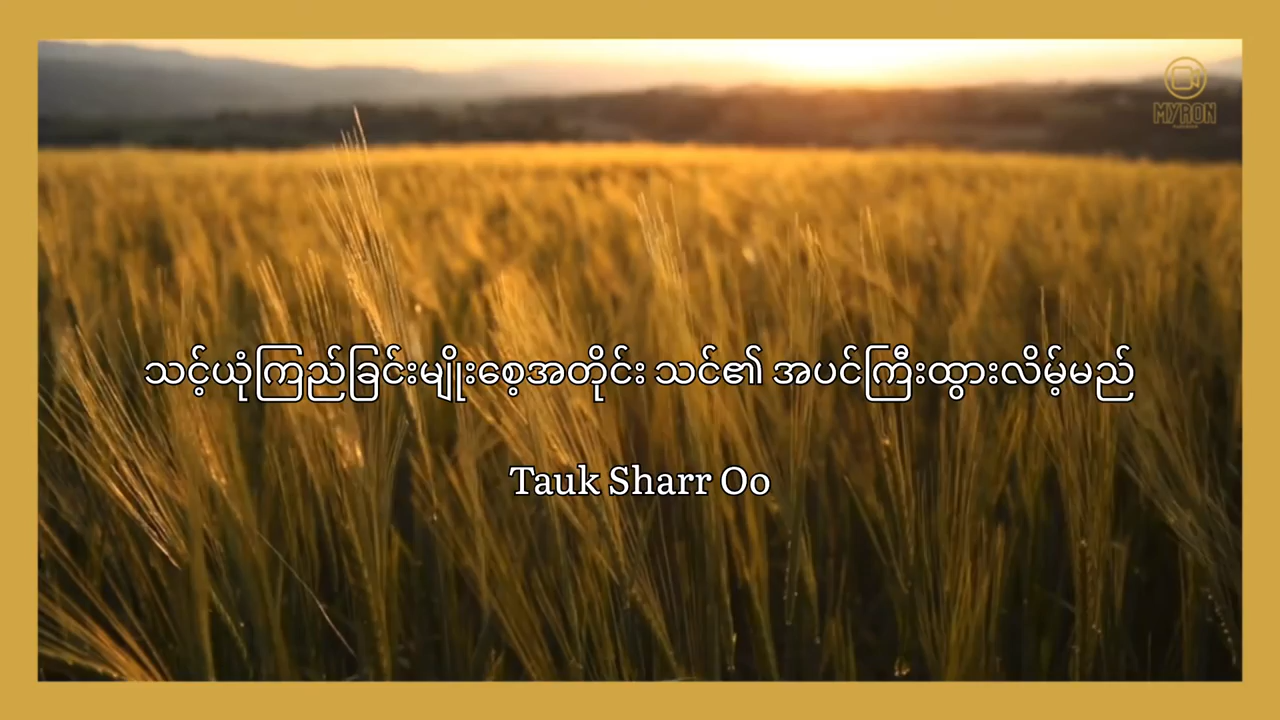 MYRON
သင့်ယုံကြည်ခြင်းမျိုးစေ့အတိုင်း သင်၏ အပင်ကြီးထွားလိမ့်မည်
Tauk Sharr Oo